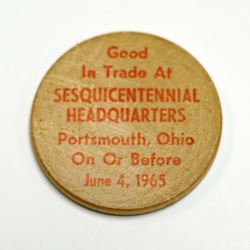 Good
In Trade At
SESQUICENTENNIAL
HEADQUARTERS
Portsmouth, Ohio
On Or Before
June 4, 1965